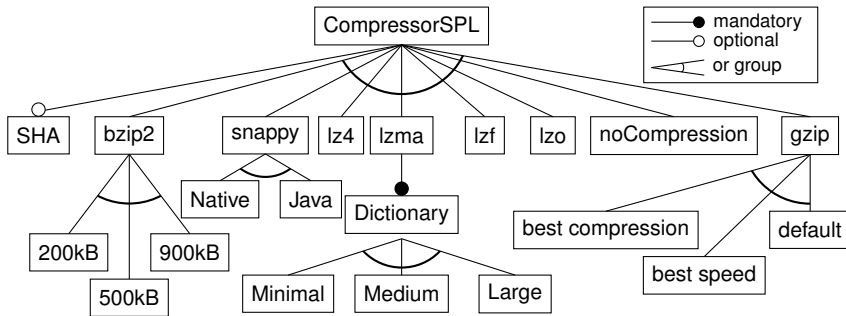 CompressorSPL
mandatory
optional
or group
SHA
bzip2
snappy
lz4
lzma
lzf
lzo
noCompression
gzip
Native
Java
Dictionary
best compression
default
200kB
900kB
best speed
500kB
Minimal
Medium
Large